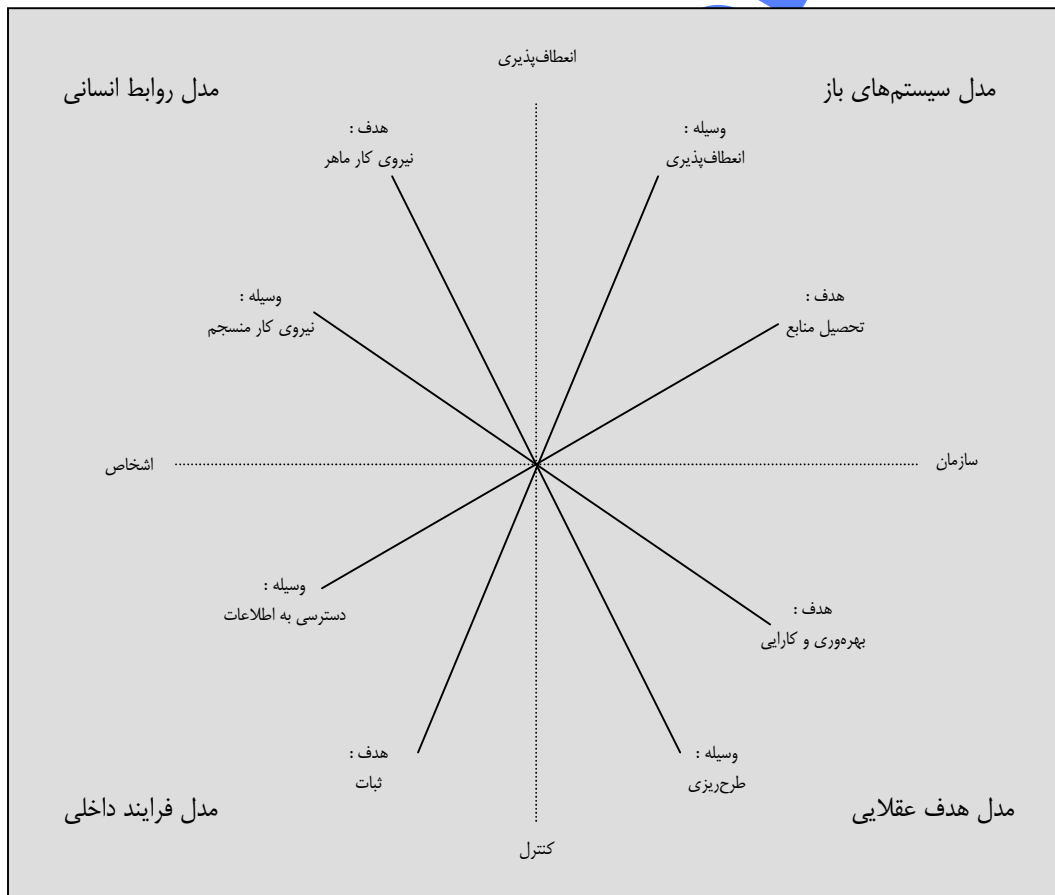 انعطاف‌پذیری
مدل سیستم‌های باز
مدل روابط انسانی
وسیله :
انعطاف‌پذیری
هدف :
نیروی کار ماهر
هدف :
تحصیل منابع
وسیله :
نیروی کار منسجم
سازمان
اشخاص
هدف :
بهره‌وری و کارایی
وسیله :
دسترسی به اطلاعات
وسیله :
طرح‌ریزی
هدف :
ثبات
مدل هدف عقلایی
مدل فرایند داخلی
کنترل